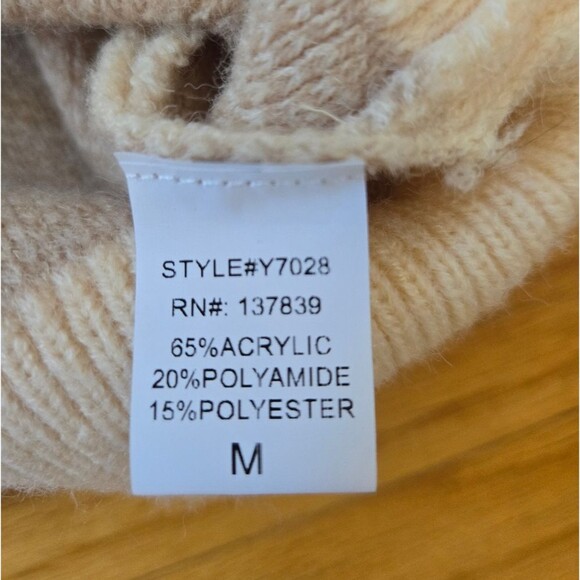 STYLE#Y7028
RN#: 137839
65%ACRYLIC
20%POLYAMIDE
15%POLYESTER
M